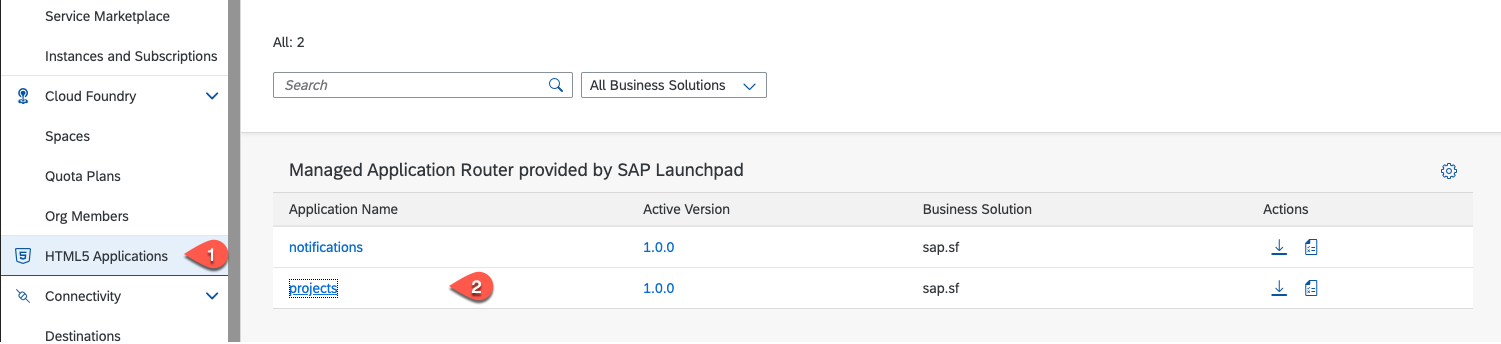 Service Marketplace
Instances and Subscriptions
Cloud Foundry
Spaces
Quota Plans
Org Members
5 HTML5 Applications 1
Connectivity
Destinations
All: 2
Search All Business Solutions
Managed Application Router provided by SAP Launchpad
Application Name Active Version Business Solution Actions
notifications 1.0.0 sap.sf
projects 2 1.0.0 sap.sf